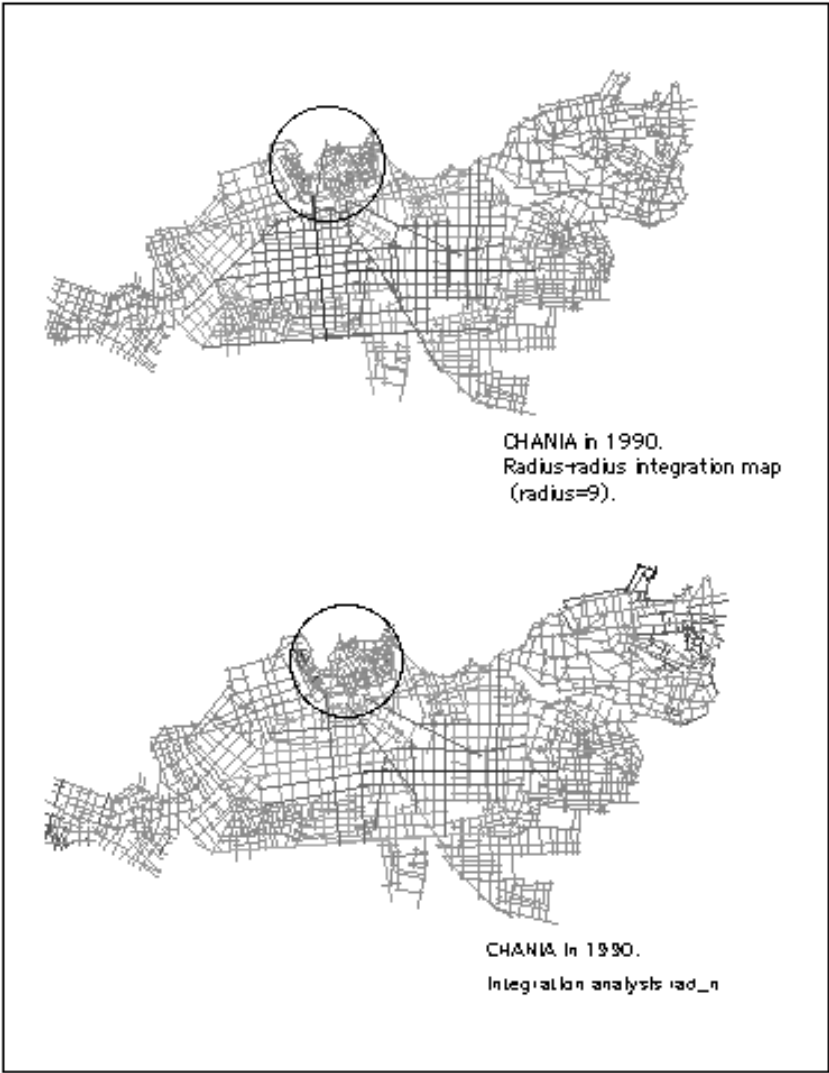 CHANIA in 1990.
Radius-radius integration map
(radius=9).
CHANIA in 1990.
Integration analysis rad_n